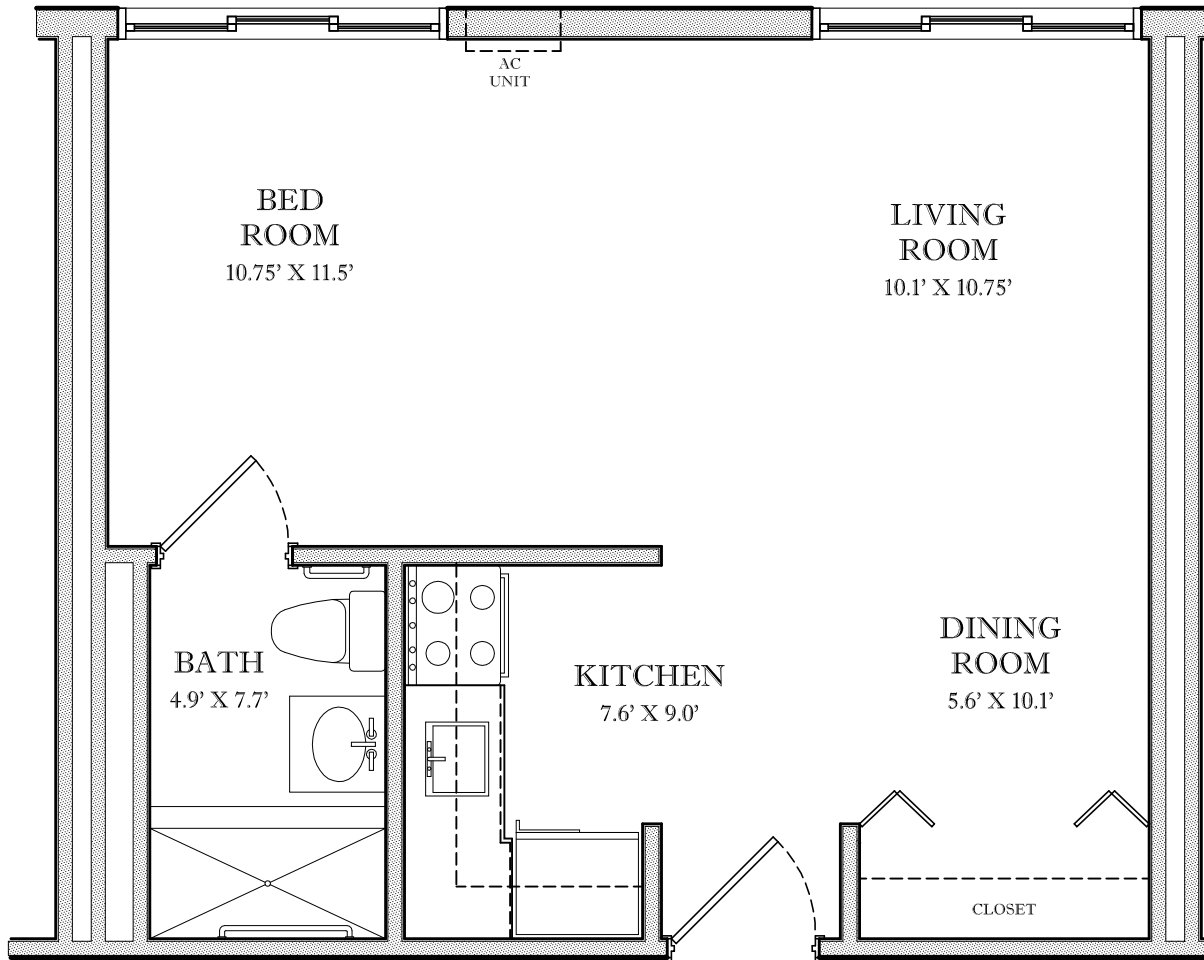 AC
UNIT
BED
ROOM
10.75’ X 11.5’
LIVING
ROOM
10.1’ X 10.75’
BATH
4.9’ X 7.7’
KITCHEN
7.6’ X 9.0’
DINING
ROOM
5.6’ X 10.1’
CLOSET